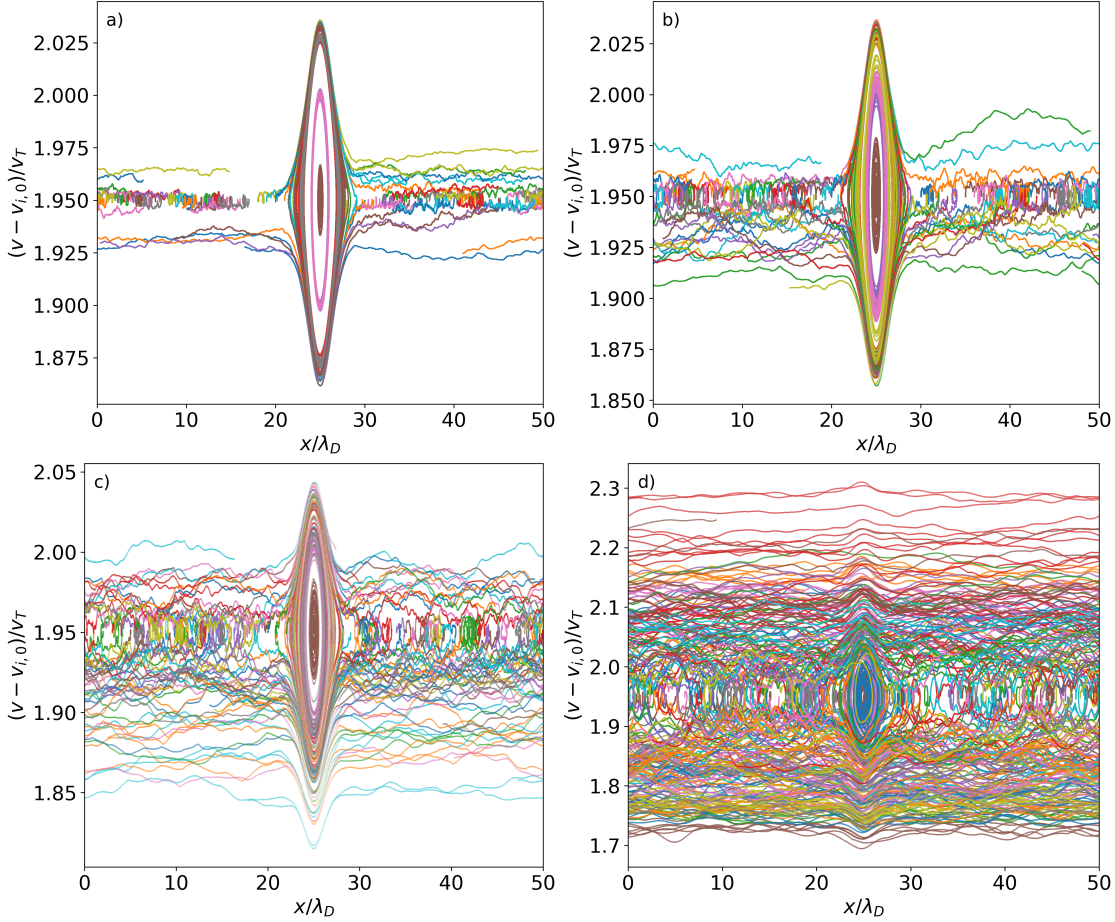 a)
2.025
2.000
1.975
1.950
1.925
1.900
1.875
(v − v_{i,0})/v_T
0 10 20 30 40 50
x/λ_D
b)
2.025
2.000
1.975
1.950
1.925
1.900
1.875
1.850
(v − v_{i,0})/v_T
0 10 20 30 40 50
x/λ_D
c)
2.05
2.00
1.95
1.90
1.85
(v − v_{i,0})/v_T
0 10 20 30 40 50
x/λ_D
d)
2.3
2.2
2.1
2.0
1.9
1.8
1.7
(v − v_{i,0})/v_T
0 10 20 30 40 50
x/λ_D